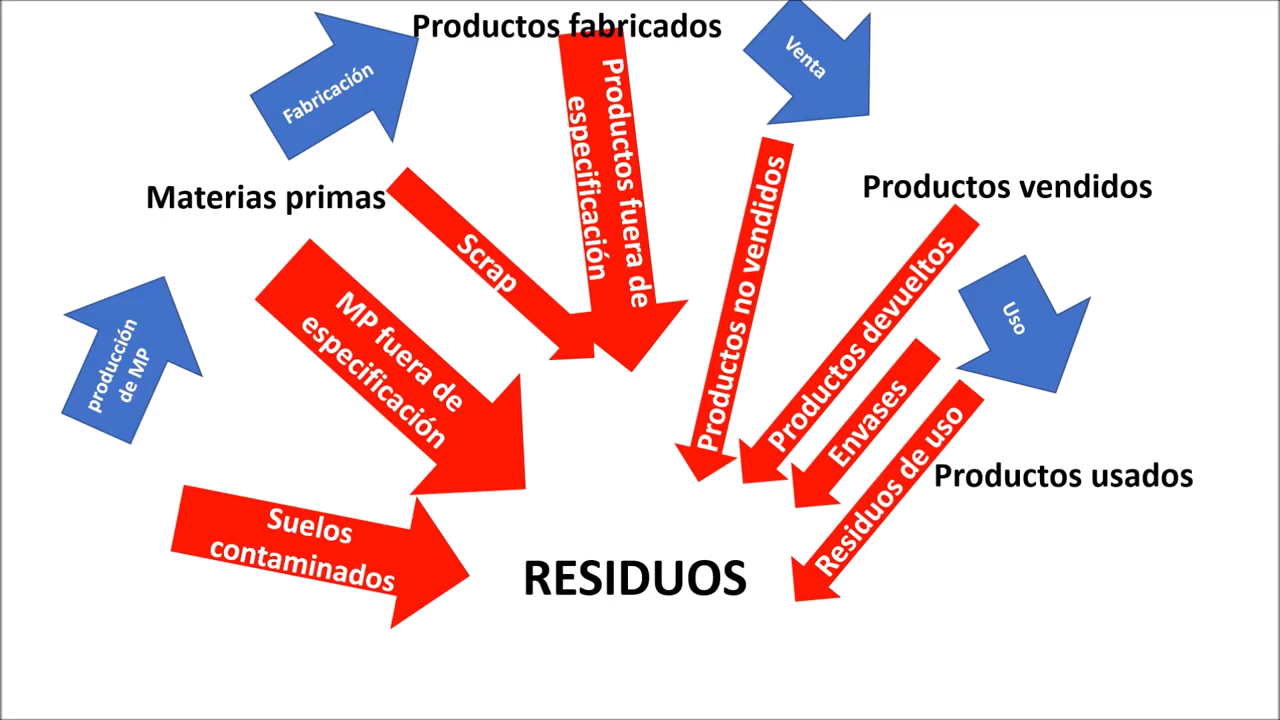 Productos fabricados
Venta
Fabricación
Productos fuera de
especificación
Materias primas
Scrap
Productos no vendidos
Productos vendidos
Productos devueltos
Uso
producción
de MP
MP fuera de
especificación
Envases
Residuos de uso
Productos usados
Suelos
contaminados
RESIDUOS